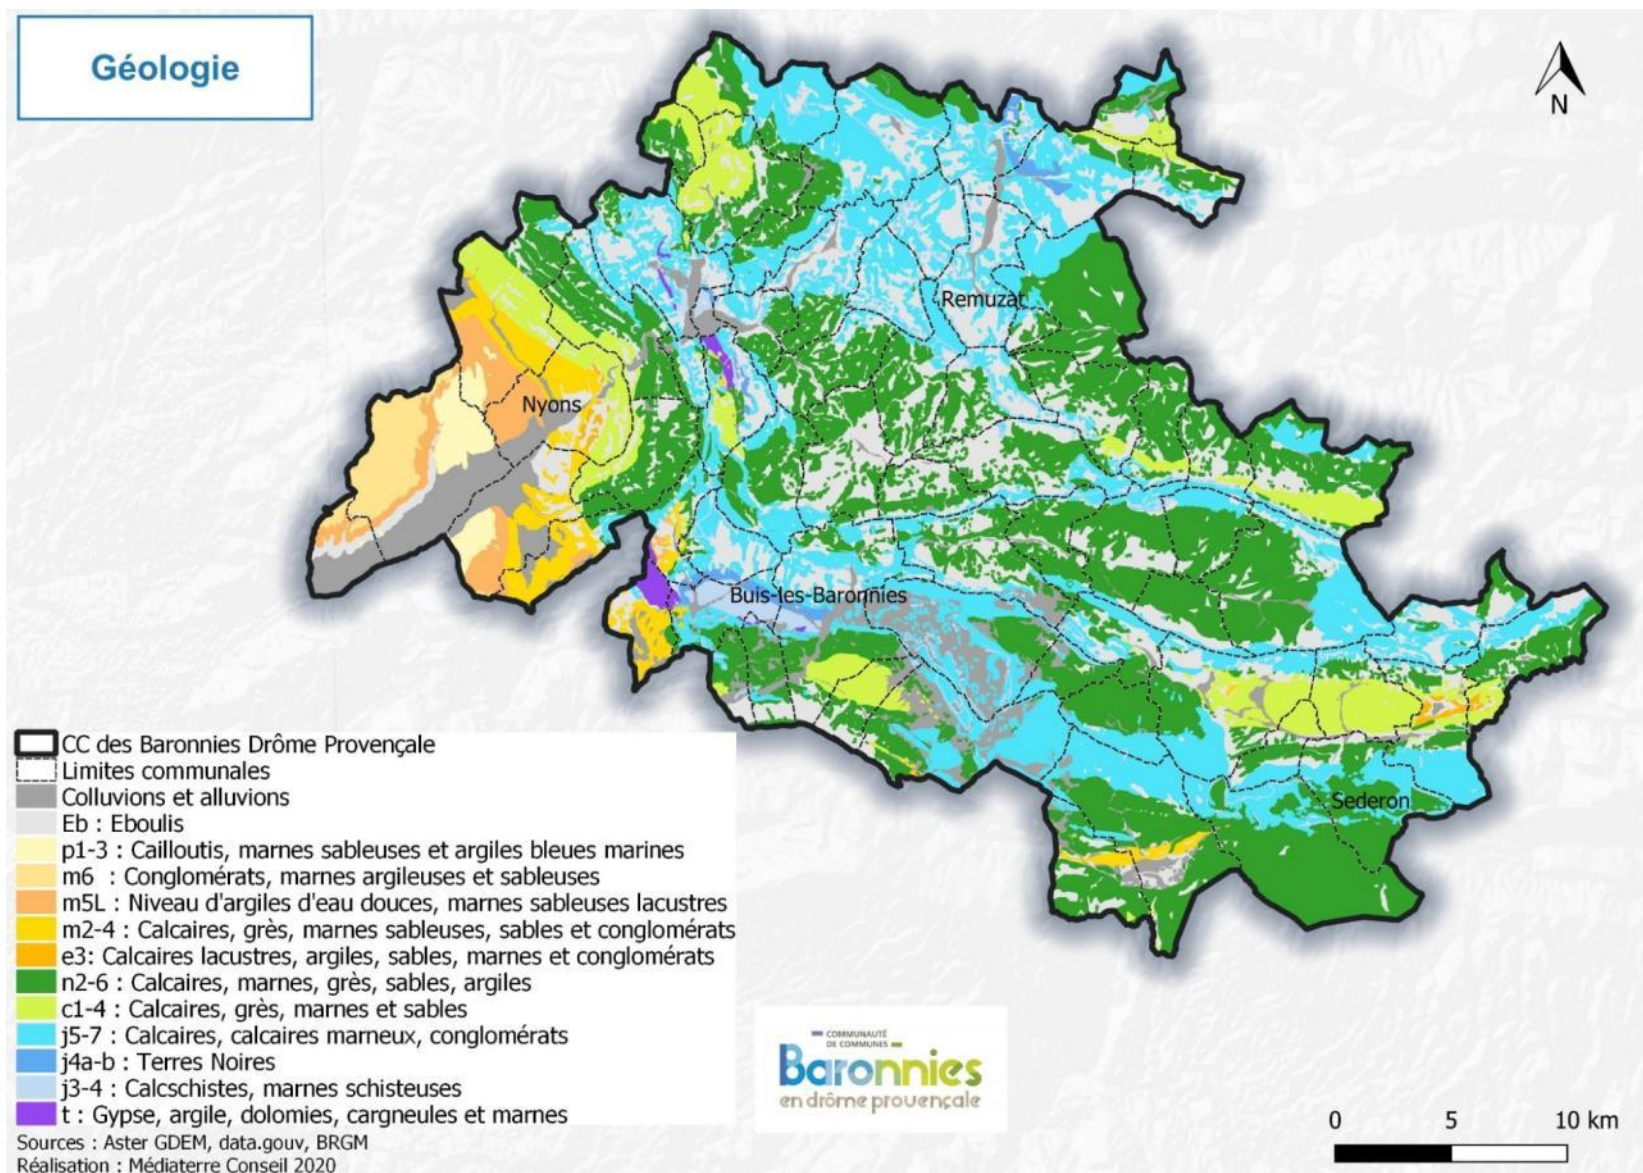 Géologie
N
Remuzat
Nyons
Buis-les-Baronnies
Sederon
CC des Baronnies Drôme Provençale
Limites communales
Colluvions et alluvions
Eb : Eboulis
p1-3 : Cailloutis, marnes sableuses et argiles bleues marines
m6 : Conglomérats, marnes argileuses et sableuses
m5L : Niveau d'argiles d'eau douces, marnes sableuses lacustres
m2-4 : Calcaires, grès, marnes sableuses, sables et conglomérats
e3: Calcaires lacustres, argiles, sables, marnes et conglomérats
n2-6 : Calcaires, marnes, grès, sables, argiles
c1-4 : Calcaires, grès, marnes et sables
j5-7 : Calcaires, calcaires marneux, conglomérats
j4a-b : Terres Noires
j3-4 : Calcschistes, marnes schisteuses
t : Gypse, argile, dolomies, cargneules et marnes
Sources : Aster GDEM, data.gouv, BRGM
Réalisation : Médiaterre Conseil 2020
COMMUNAUTÉ
DE COMMUNES
Baronnies
en drôme provençale
0 5 10 km